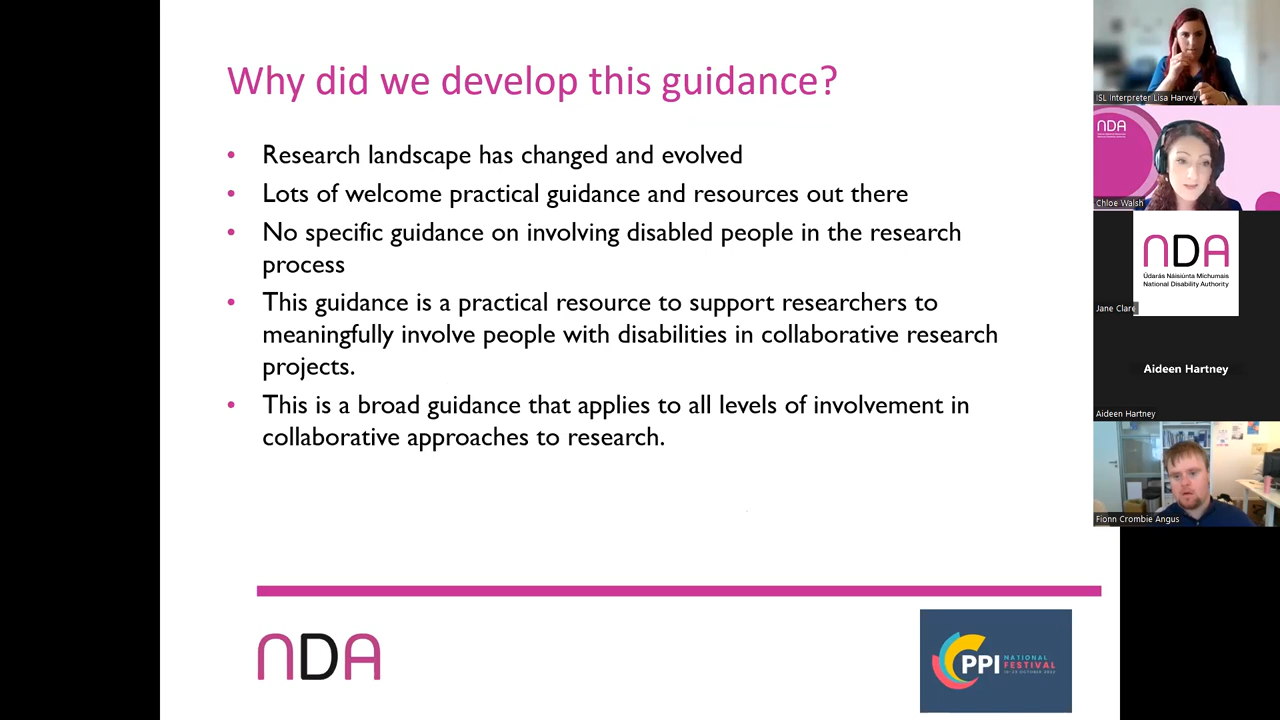 Why did we develop this guidance?
• Research landscape has changed and evolved
• Lots of welcome practical guidance and resources out there
• No specific guidance on involving disabled people in the research
process
• This guidance is a practical resource to support researchers to
meaningfully involve people with disabilities in collaborative research
projects.
• This is a broad guidance that applies to all levels of involvement in
collaborative approaches to research.
NDA
PPI
NATIONAL
FESTIVAL
ISL Interpreter Lisa Harvey
NDA
Chloe Walsh
NDA
Údarás Náisiúnta Míchumais
National Disability Authority
Jane Clare
Aideen Hartney
Aideen Hartney
Fionn Crombie Angus